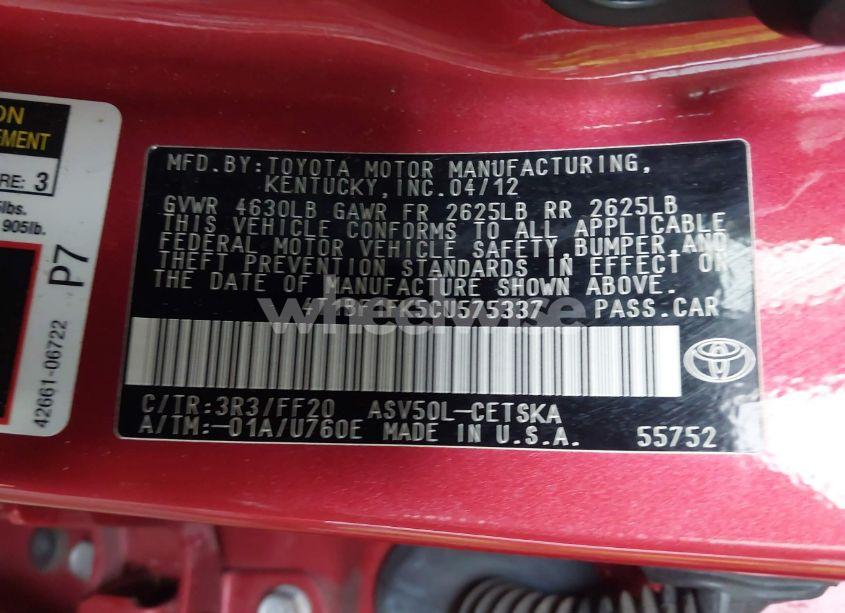 ON
EMENT
RE: 3
lbs.
905lb.
P7
42661-06722
MFD.BY:TOYOTA MOTOR MANUFACTURING,
KENTUCKY,INC.04/12
GVWR 4630LB GAWR FR 2625LB RR 2625LB
THIS VEHICLE CONFORMS TO ALL APPLICABLE
FEDERAL MOTOR VEHICLE SAFETY,BUMPER,AND
THEFT PREVENTION STANDARDS IN EFFECT ON
THE DATE OF MANUFACTURE SHOWN ABOVE.
PASS.CAR
C/TR:3R3/FF20 ASV50L-CETSKA
A/TM:-01A/U760E MADE IN U.S.A. 55752